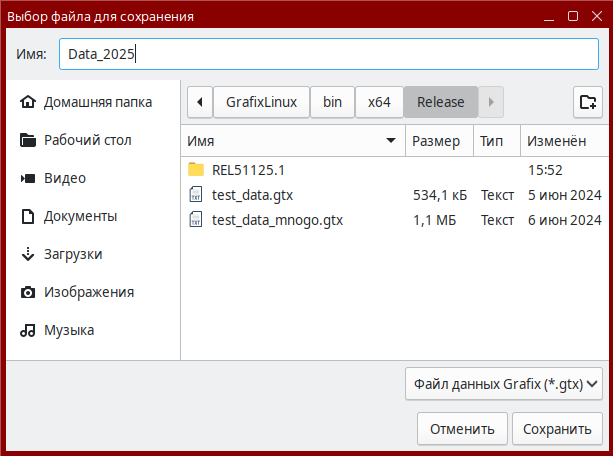 Выбор файла для сохранения
Имя: Data_2025
Домашняя папка
Рабочий стол
Видео
Документы
Загрузки
Изображения
Музыка
GrafixLinux bin x64 Release
Имя Размер Тип Изменён
REL51125.1 15:52
test_data.gtx 534,1 кБ Текст 5 июн 2024
test_data_mnogo.gtx 1,1 МБ Текст 6 июн 2024
Файл данных Grafix (*.gtx)
Отменить Сохранить